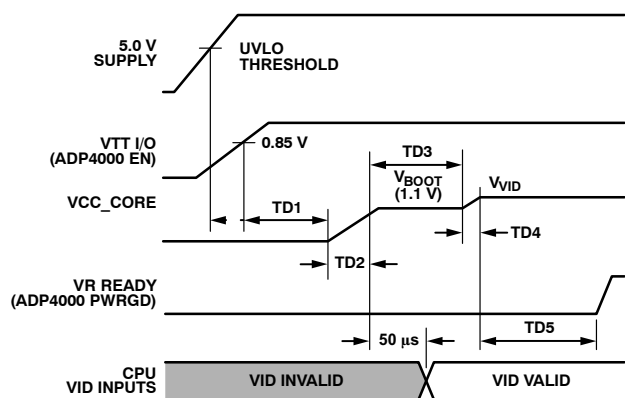 5.0 V
SUPPLY
UVLO
THRESHOLD
VTT I/O
(ADP4000 EN)
0.85 V
TD3
VBOOT
(1.1 V)
VVID
VCC_CORE
TD1
TD4
TD2
VR READY
(ADP4000 PWRGD)
TD5
50 µs
CPU
VID INPUTS
VID INVALID
VID VALID